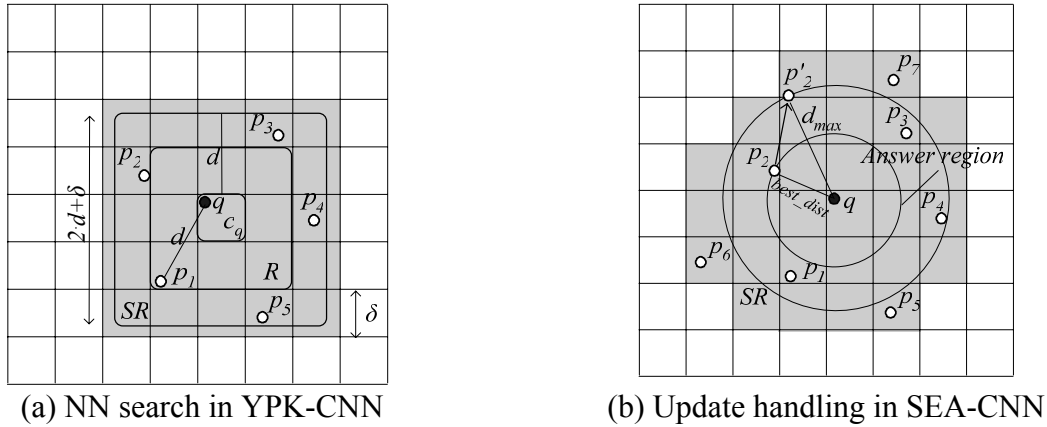 p3
p2
d
q
cq
p4
2·d+δ
d
p1
R
SR
p5
δ
(a) NN search in YPK-CNN
p7
p'2
dmax
p3
p2
Answer region
best_dist
q
p4
p6
p1
SR
p5
(b) Update handling in SEA-CNN